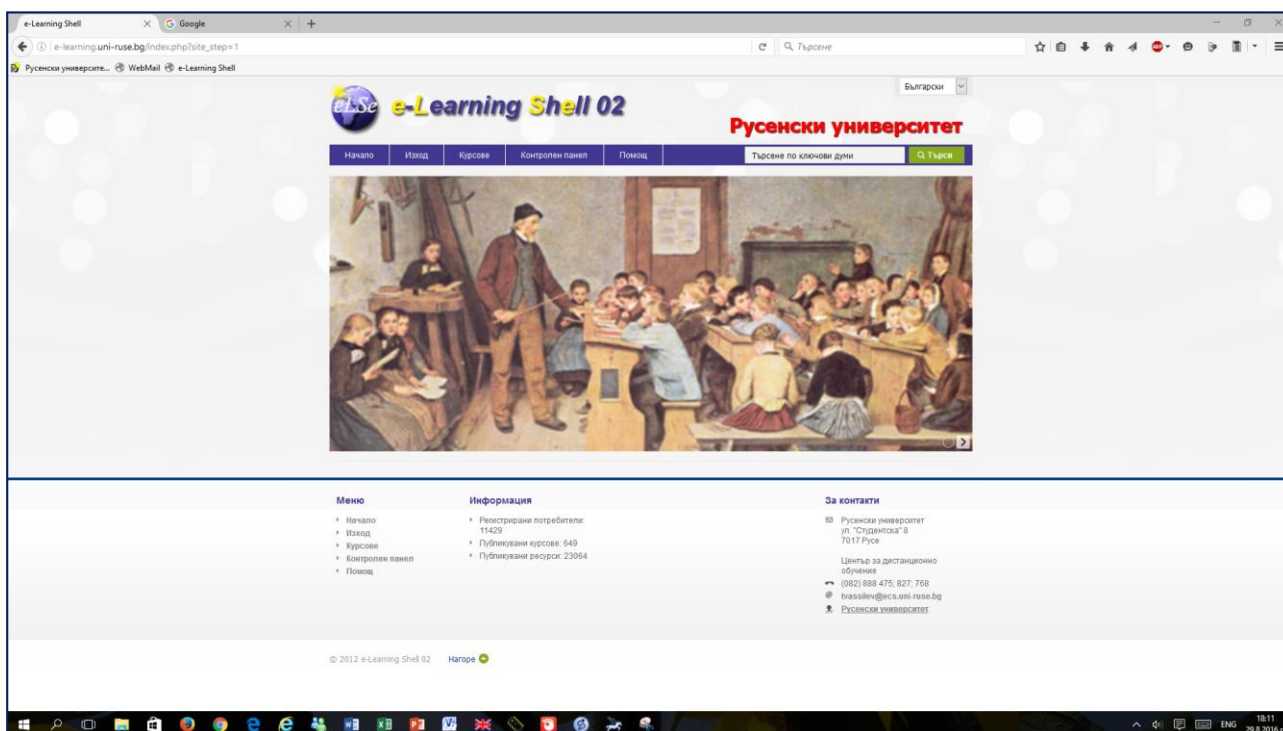 e-Learning Shell
Google
e-learning.uni-ruse.bg/index.php?site_step=1
Търсене
Русенски университе... WebMail e-Learning Shell
Български
eLSe e-Learning Shell 02
Русенски университет
Начало Изход Курсове Контролен панел Помощ Търсене по ключови думи Търси
Меню
Начало
Изход
Курсове
Контролен панел
Помощ
Информация
Регистрирани потребители:
11429
Публикувани курсове: 649
Публикувани ресурси: 23064
За контакти
Русенски университет
ул. "Студентска" 8
7017 Русе
Център за дистанционно
обучение
(082) 888 475; 827; 768
tvassilev@ecs.uni-ruse.bg
Русенски университет
© 2012 e-Learning Shell 02 Нагоре
ENG
18:11
29.8.2016